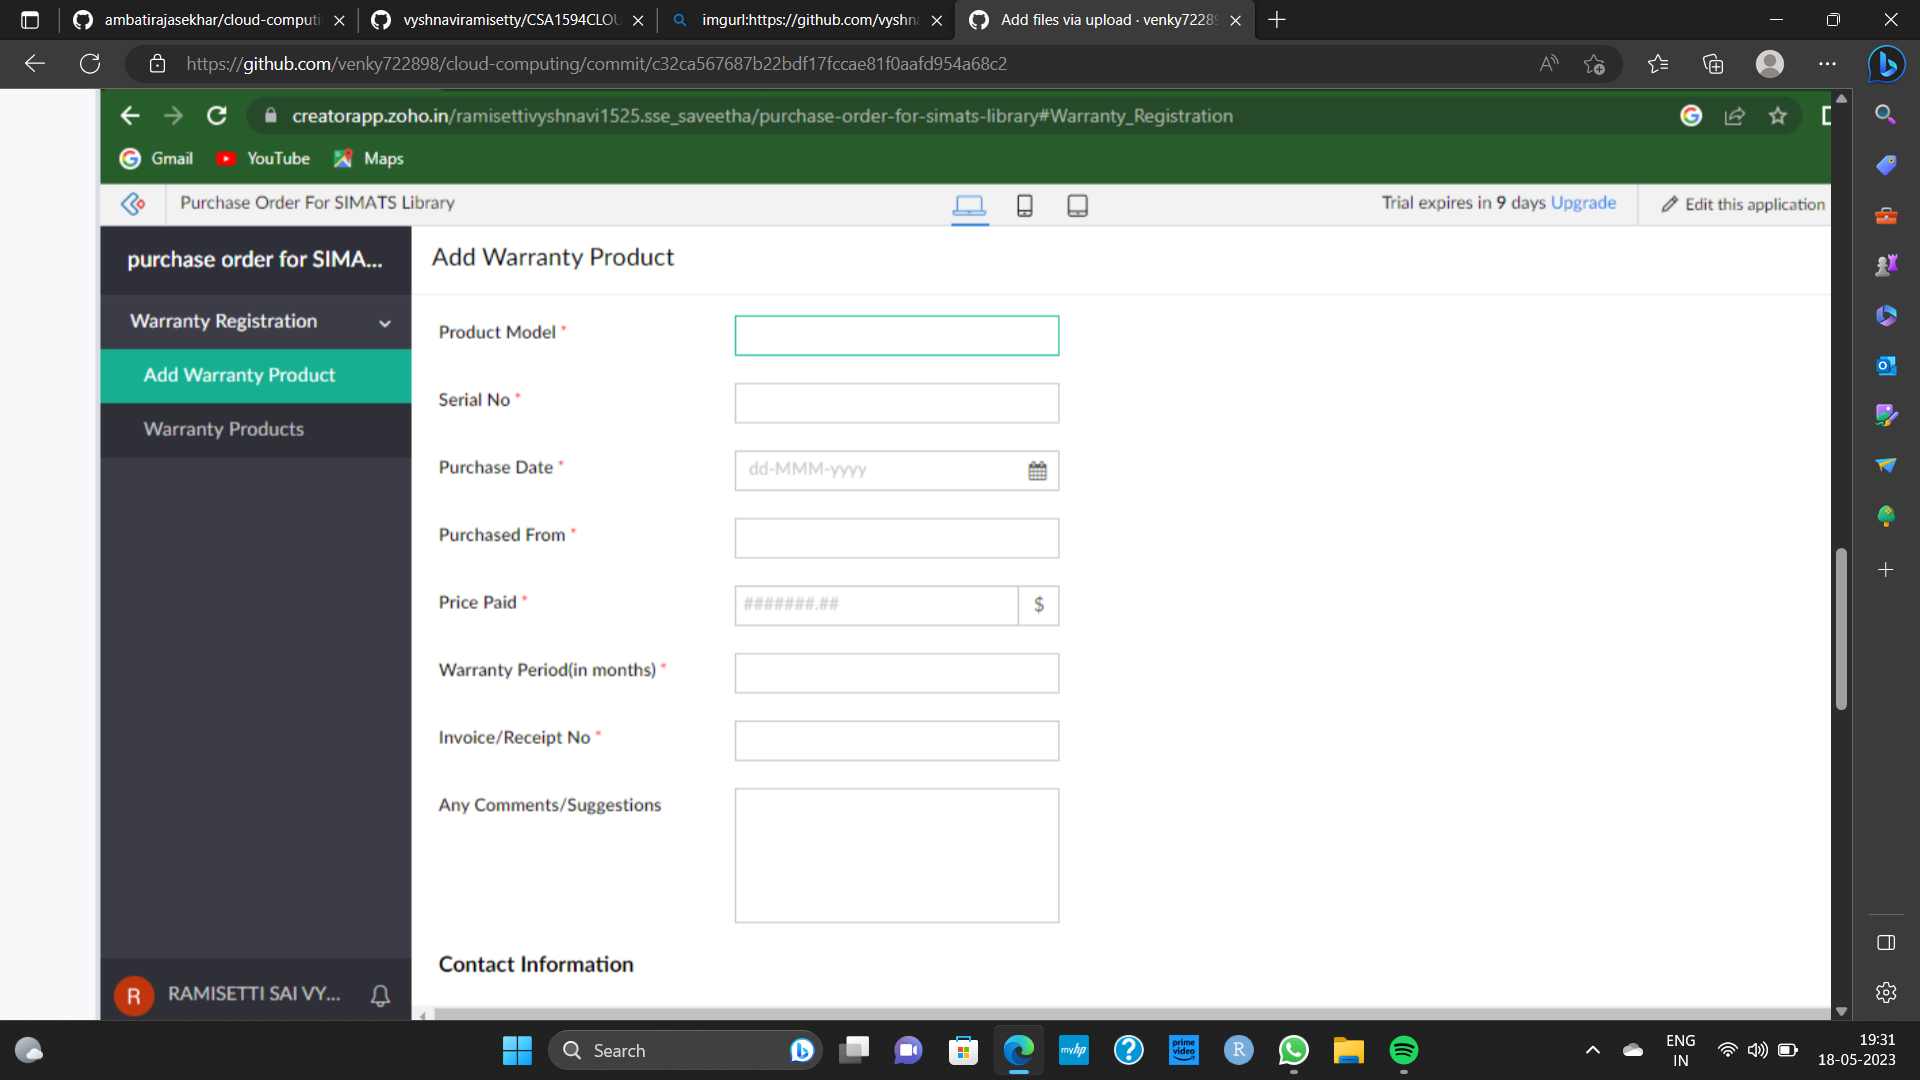 ambatirajasekhar/cloud-computi
vyshnaviramisetty/CSA1594CLOU
imgurl:https://github.com/vyshna
Add files via upload · venky72289
https://github.com/venky722898/cloud-computing/commit/c32ca567687b22bdf17fccae81f0aafd954a68c2
creatorapp.zoho.in/ramisettivyshnavi1525.sse_saveetha/purchase-order-for-simats-library#Warranty_Registration
Gmail YouTube Maps
Purchase Order For SIMATS Library
Trial expires in 9 days Upgrade
Edit this application
purchase order for SIMA...
Add Warranty Product
Warranty Registration
Add Warranty Product
Warranty Products
Product Model *
Serial No *
Purchase Date *
dd-MMM-yyyy
Purchased From *
Price Paid *
#######.##
$
Warranty Period(in months) *
Invoice/Receipt No *
Any Comments/Suggestions
Contact Information
R
RAMISETTI SAI VY...
Search
myhp
?
prime video
R
ENG
IN
19:31
18-05-2023